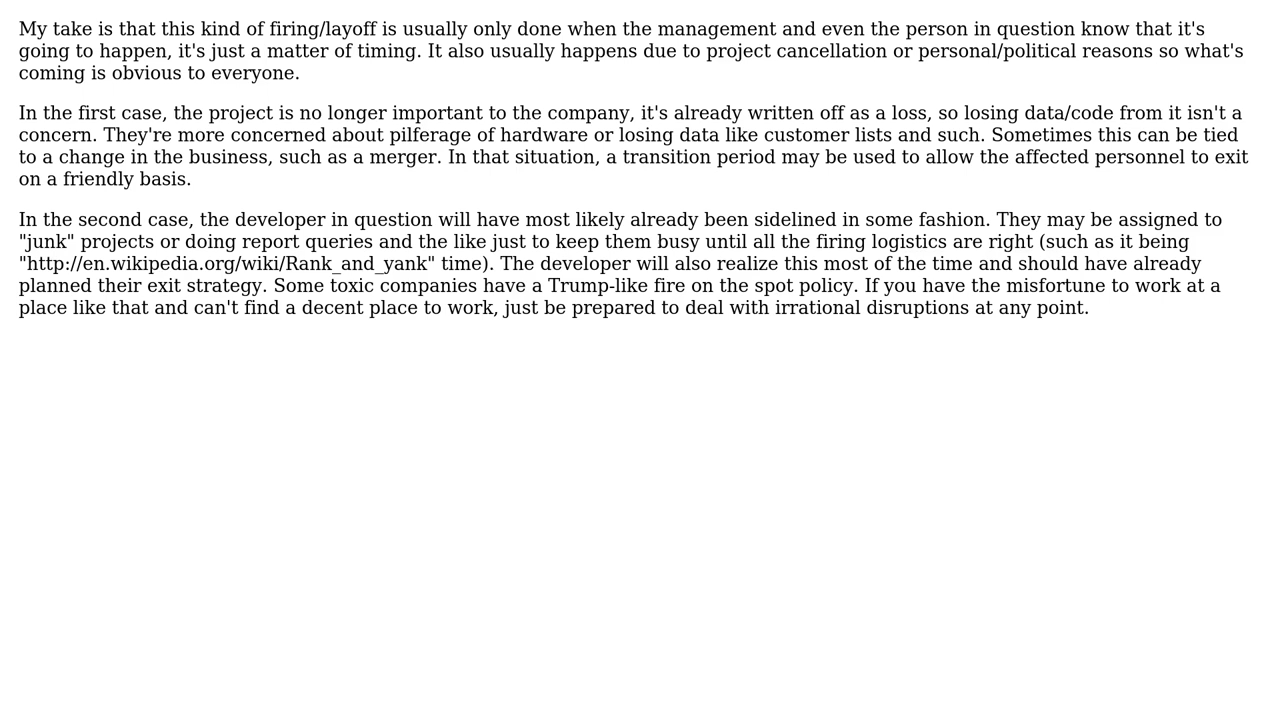 My take is that this kind of firing/layoff is usually only done when the management and even the person in question know that it's
going to happen, it's just a matter of timing. It also usually happens due to project cancellation or personal/political reasons so what's
coming is obvious to everyone.
In the first case, the project is no longer important to the company, it's already written off as a loss, so losing data/code from it isn't a
concern. They're more concerned about pilferage of hardware or losing data like customer lists and such. Sometimes this can be tied
to a change in the business, such as a merger. In that situation, a transition period may be used to allow the affected personnel to exit
on a friendly basis.
In the second case, the developer in question will have most likely already been sidelined in some fashion. They may be assigned to
"junk" projects or doing report queries and the like just to keep them busy until all the firing logistics are right (such as it being
"http://en.wikipedia.org/wiki/Rank_and_yank" time). The developer will also realize this most of the time and should have already
planned their exit strategy. Some toxic companies have a Trump-like fire on the spot policy. If you have the misfortune to work at a
place like that and can't find a decent place to work, just be prepared to deal with irrational disruptions at any point.